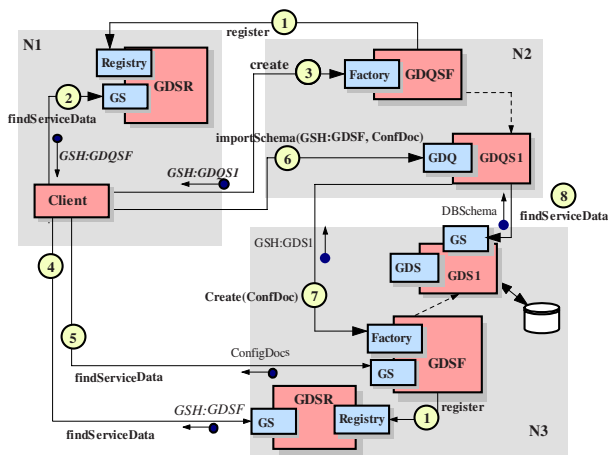 1
N1
register
N2
Registry
GDSR
create
Factory
GDQSF
2
3
GS
findServiceData
importSchema(GSH:GDSF, ConfDoc)
GSH:GDQSF
6
GDQ
GDQS1
GSH:GDQS1
Client
8
DBSchema
findServiceData
4
GSH:GDS1
GS
GDS
GDS1
Create(ConfDoc)
7
5
Factory
ConfigDocs
GDSF
findServiceData
GS
GDSR
register
GSH:GDSF
GS
Registry
1
findServiceData
N3